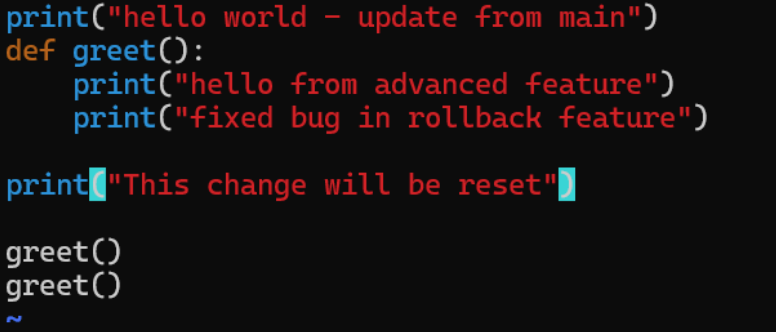 print("hello world - update from main")
def greet():
    print("hello from advanced feature")
    print("fixed bug in rollback feature")

print("This change will be reset")

greet()
greet()
~